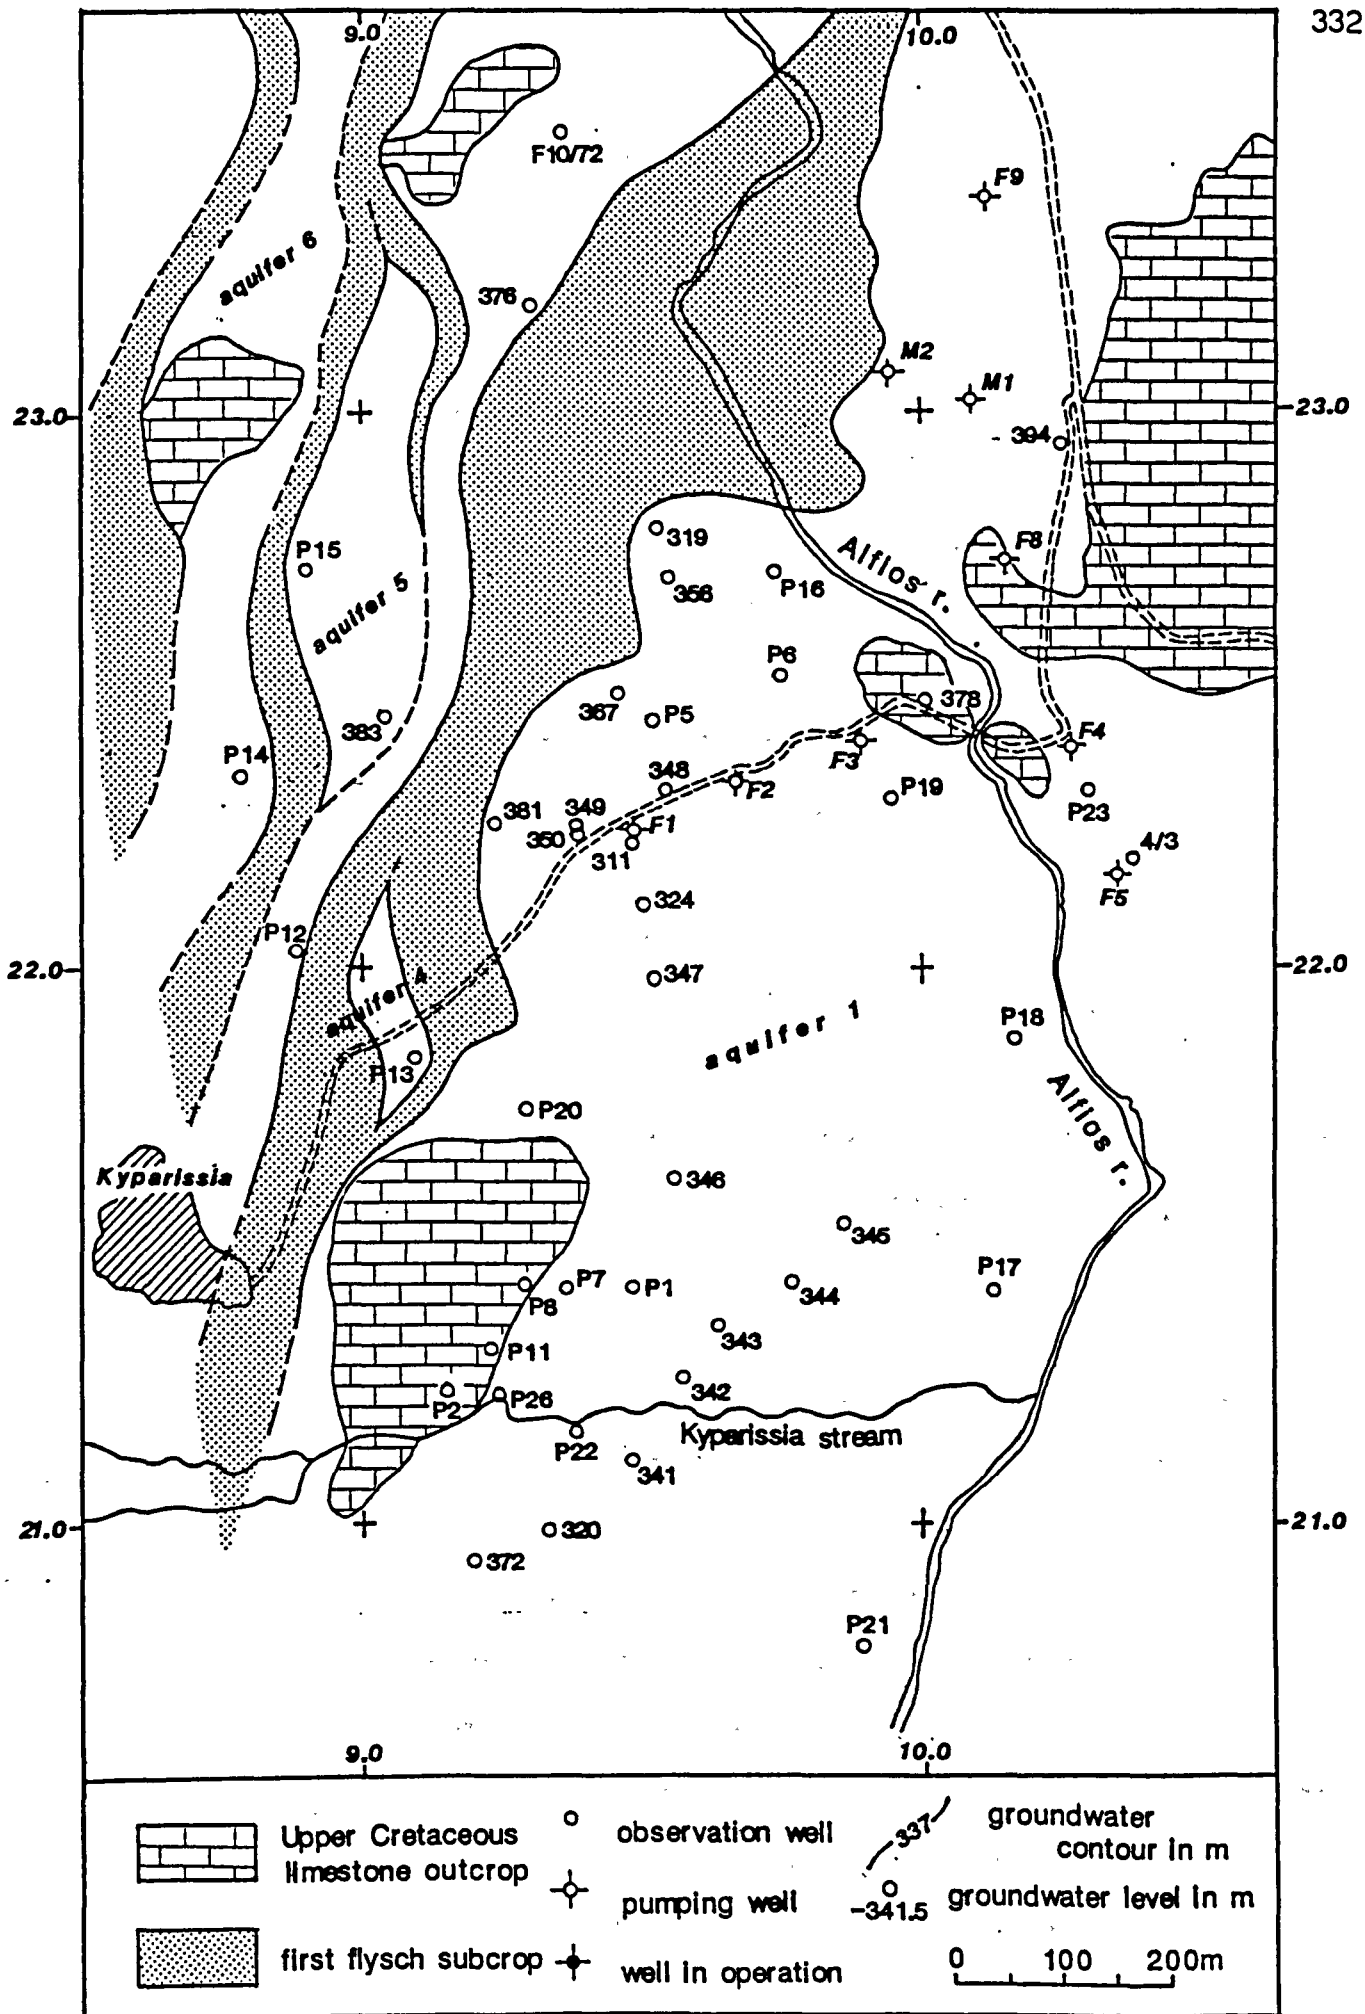 332
9.0
10.0
F10/72
F9
aquifer 6
376
M2
M1
23.0
23.0
394
319
P15
F8
356
P16
Alfios r.
aquifer 5
P6
367
P5
378
383
P14
F3
F4
348
F2
P19
P23
381
349
F1
350
311
4/3
F5
324
P12
22.0
22.0
347
aquifer 4
aquifer 1
P18
P13
Alfios r.
P20
Kyparissia
346
345
P7
P1
P17
P8
344
343
P11
342
P2
P26
P22
Kyparissia stream
341
21.0
21.0
320
372
P21
9.0
10.0
Upper Cretaceous
limestone outcrop
observation well
337
groundwater
contour in m
pumping well
-341.5
groundwater level in m
first flysch subcrop
well in operation
0 100 200m